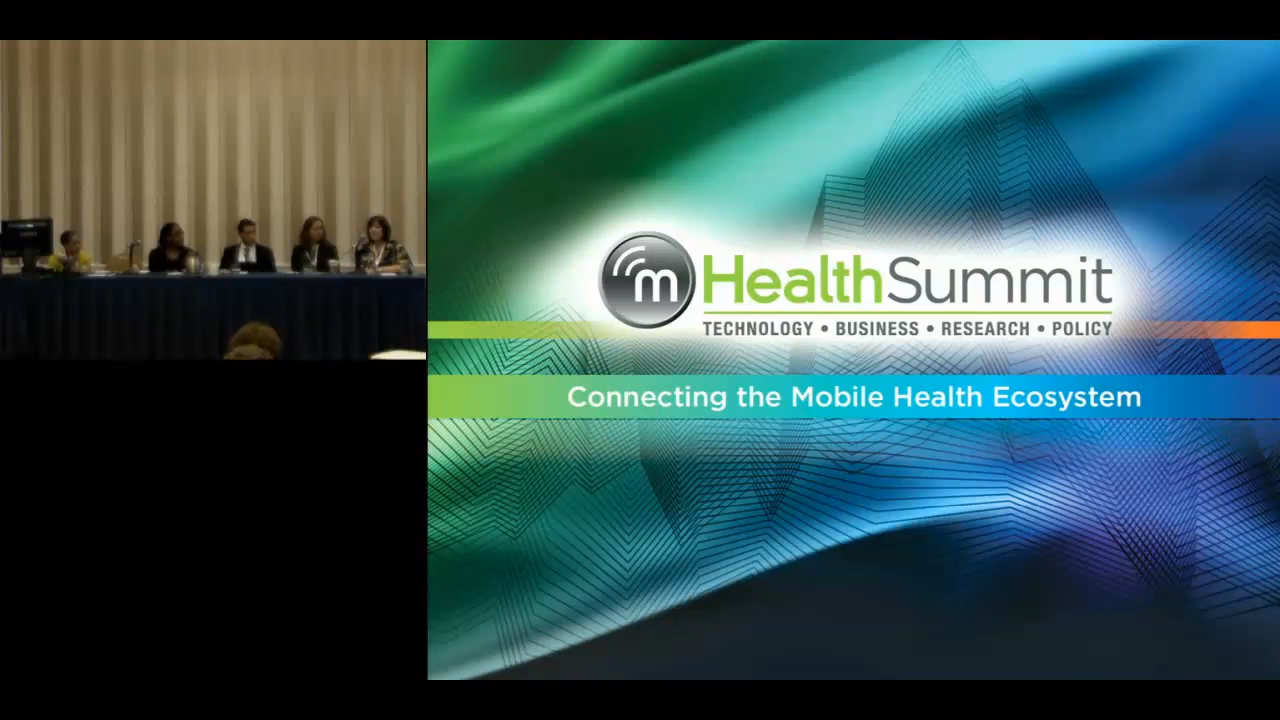 mHealthSummit
TECHNOLOGY • BUSINESS • RESEARCH • POLICY
Connecting the Mobile Health Ecosystem